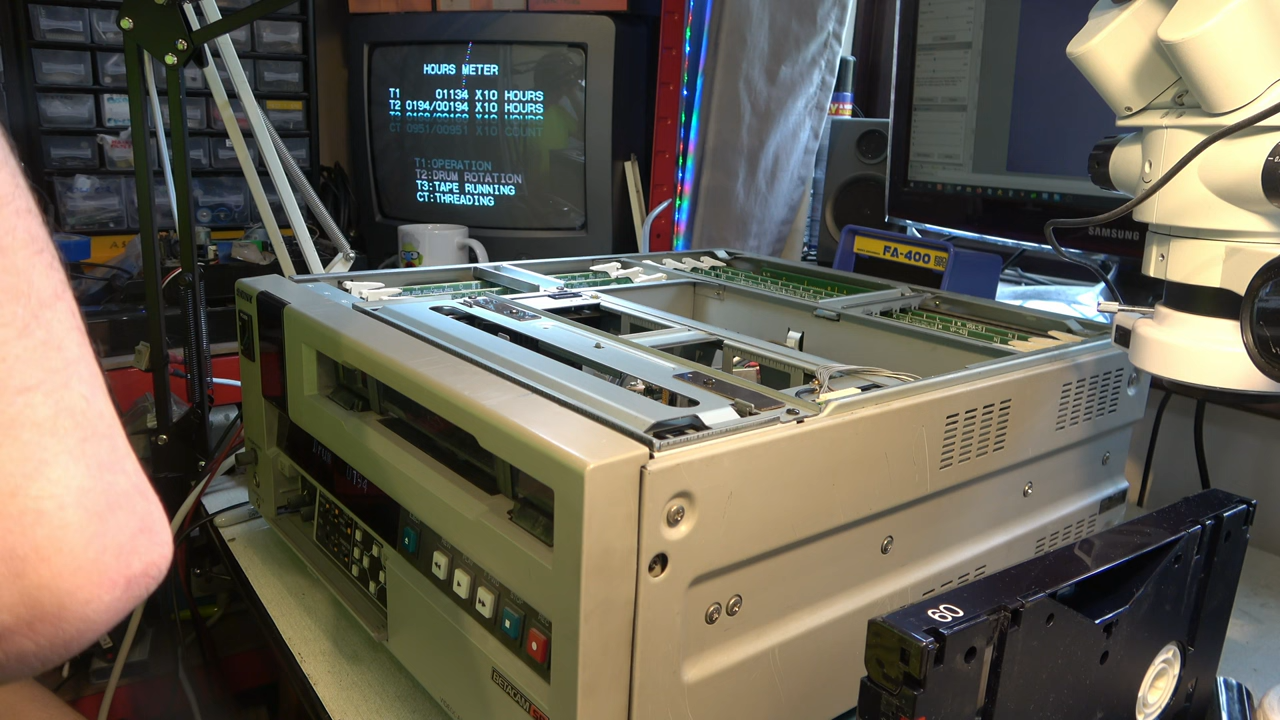 HOURS METER
T1 01134 X10 HOURS
T2 0194/00194 X10 HOURS
CT 0951/00951 X10 COUNT
T1:OPERATION
T2:DRUM ROTATION
T3:TAPE RUNNING
CT:THREADING
SAMSUNG
FA-400
60
BETACAM SP